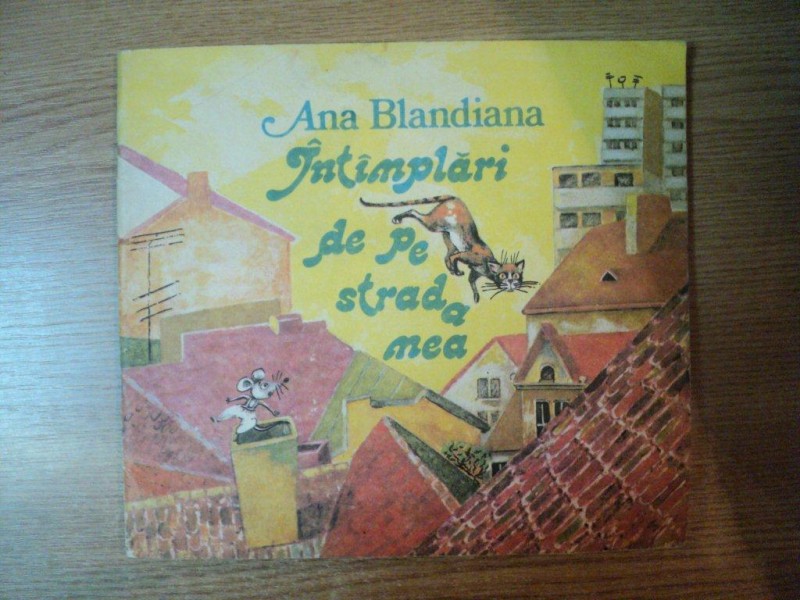 Ana Blandiana
Întîmplări
de pe
strada
mea